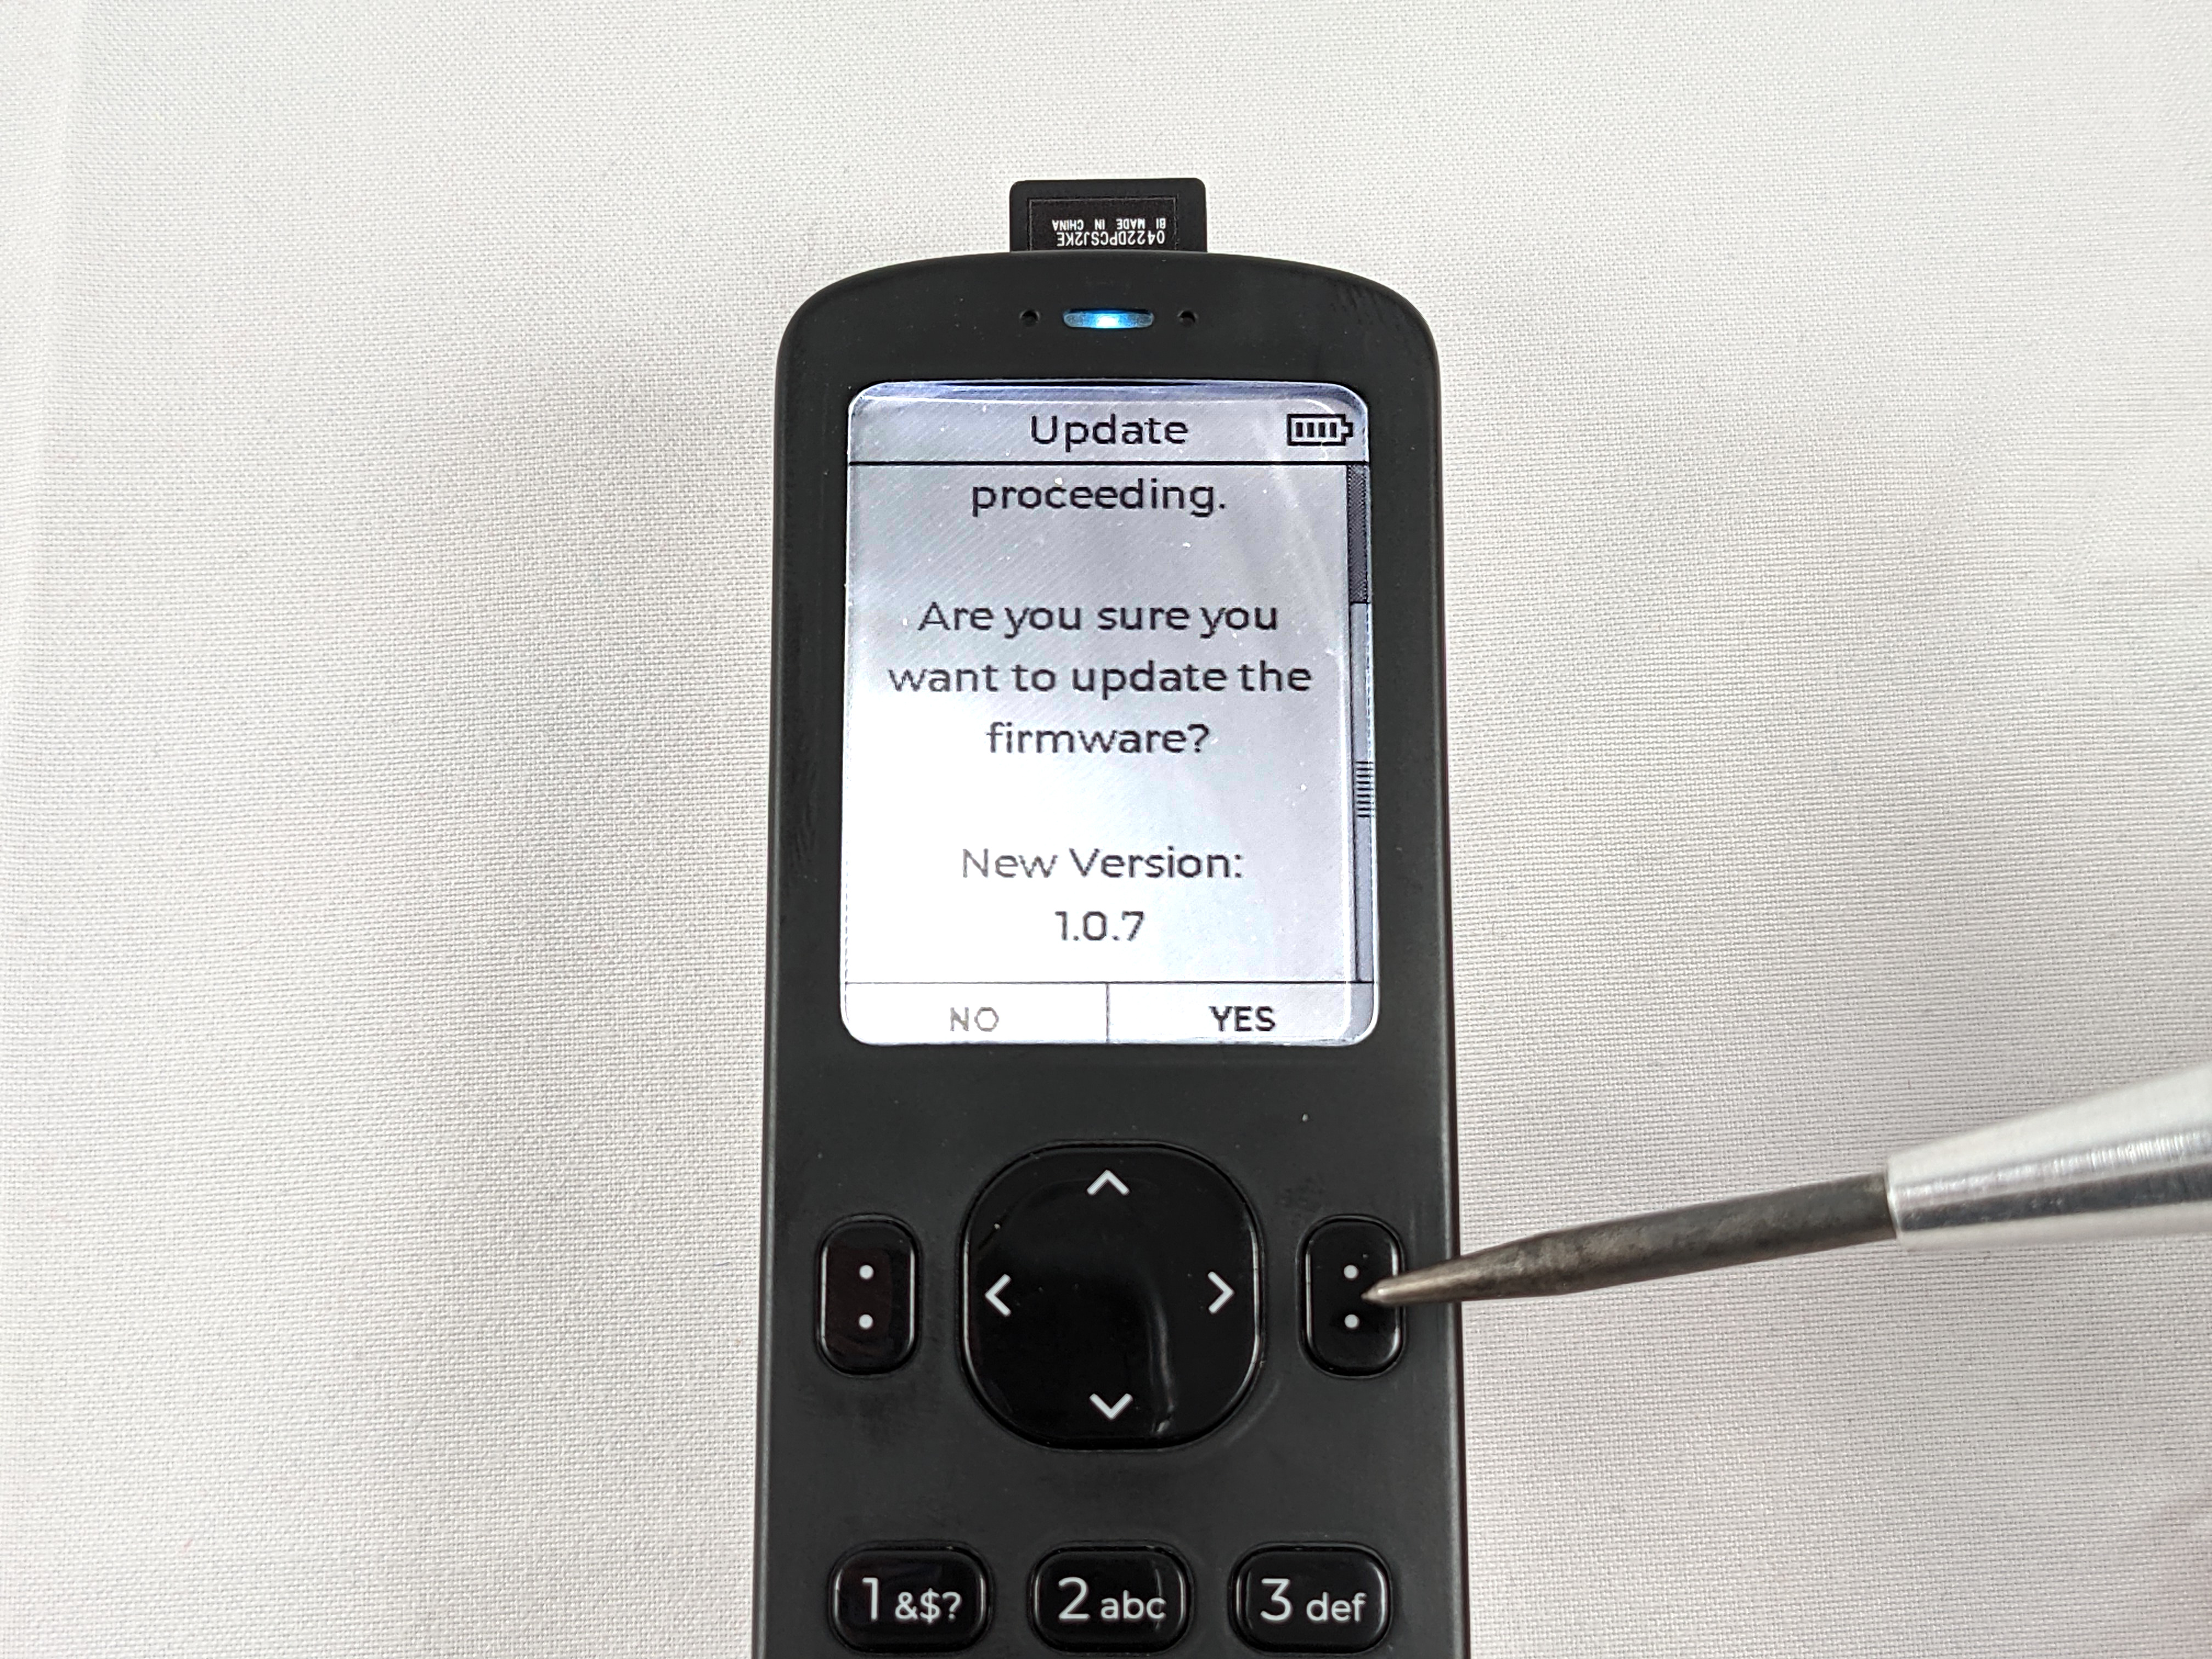 0422DPCSJ2KE
BI MADE IN CHINA
Update
proceeding.
Are you sure you
want to update the
firmware?
New Version:
1.0.7
NO YES
1 &$? 2 abc 3 def